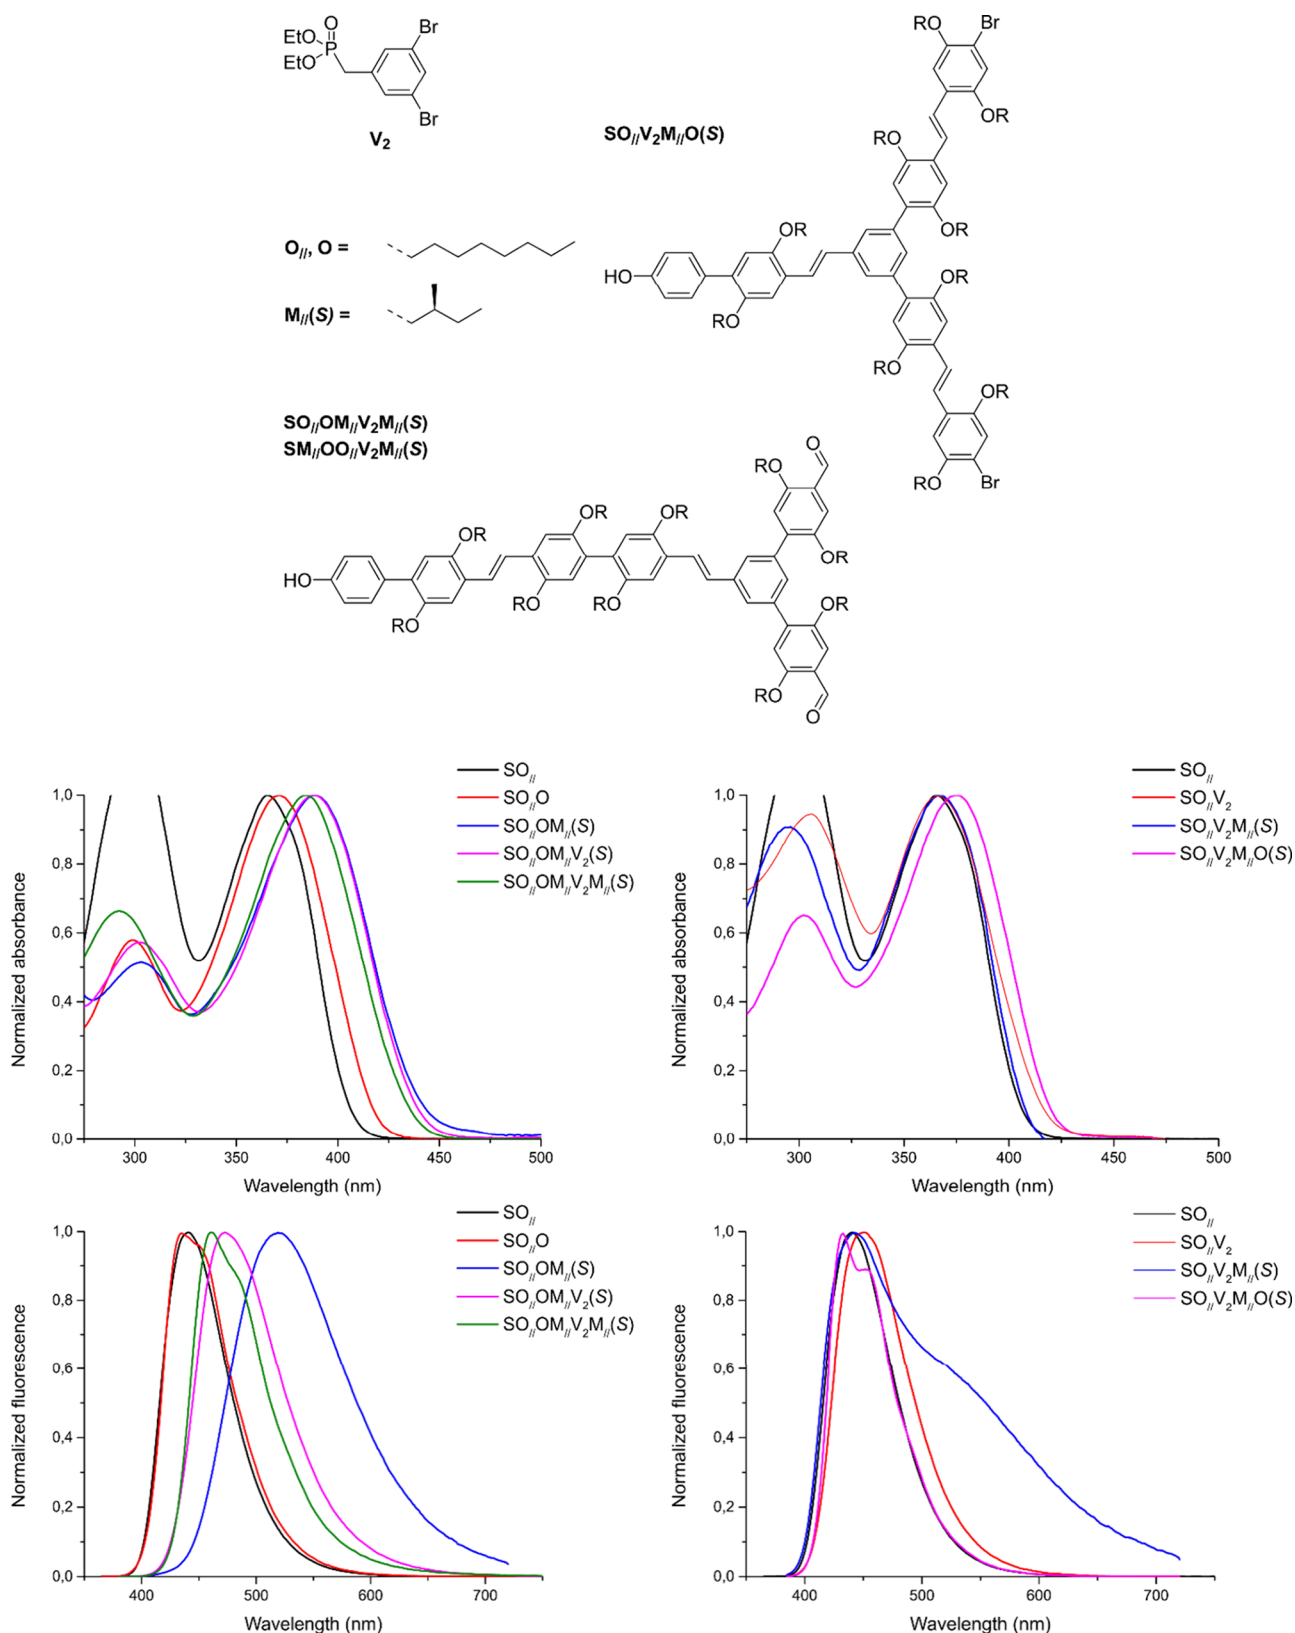 O
EtO
EtO
P
Br
Br
V2
SO//V2M//O(S)
RO
Br
OR
RO
OR
OR
HO
RO
OR
RO
OR
RO
Br
O//, O =
M//(S) =
SO//OM//V2M//(S)
SM//OO//V2M//(S)
O
RO
OR
OR
OR
OR
HO
RO
RO
RO
OR
RO
O
SO//
SO//O
SO//OM//(S)
SO//OM//V2(S)
SO//OM//V2M//(S)
1,0
0,8
0,6
0,4
0,2
0,0
Normalized absorbance
300 350 400 450 500
Wavelength (nm)
SO//
SO//V2
SO//V2M//(S)
SO//V2M//O(S)
1,0
0,8
0,6
0,4
0,2
0,0
Normalized absorbance
300 350 400 450 500
Wavelength (nm)
SO//
SO//O
SO//OM//(S)
SO//OM//V2(S)
SO//OM//V2M//(S)
1,0
0,8
0,6
0,4
0,2
0,0
Normalized fluorescence
400 500 600 700
Wavelength (nm)
SO//
SO//V2
SO//V2M//(S)
SO//V2M//O(S)
1,0
0,8
0,6
0,4
0,2
0,0
Normalized fluorescence
400 500 600 700
Wavelength (nm)